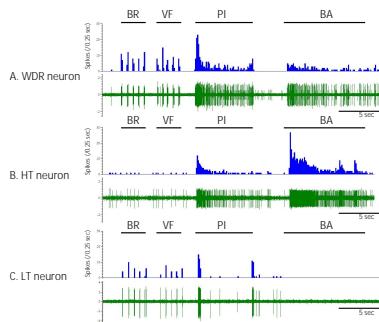 BR VF PI BA
Spikes (/0.25 sec)
A. WDR neuron
5 sec
BR VF PI BA
Spikes (/0.25 sec)
B. HT neuron
5 sec
BR VF PI BA
Spikes (/0.25 sec)
C. LT neuron
5 sec